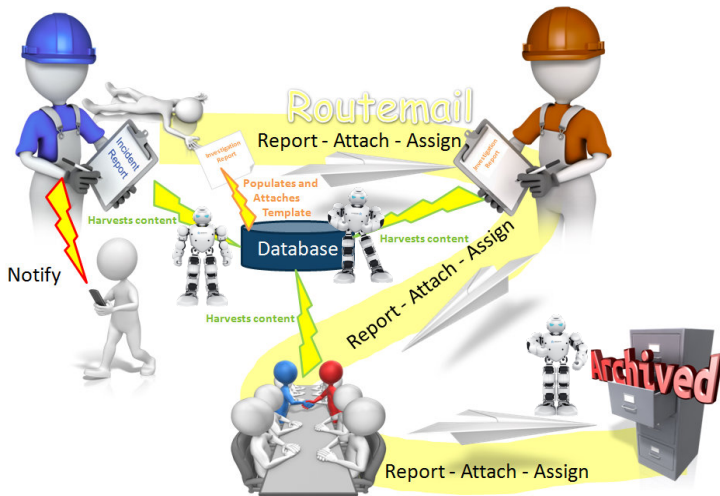 Routemail
Report - Attach - Assign
Incident
Report
Investigation
Report
Investigation
Report
Populates and
Attaches
Template
Harvests content
Database
Harvests content
Notify
Report - Attach - Assign
Harvests content
Archived
Report - Attach - Assign